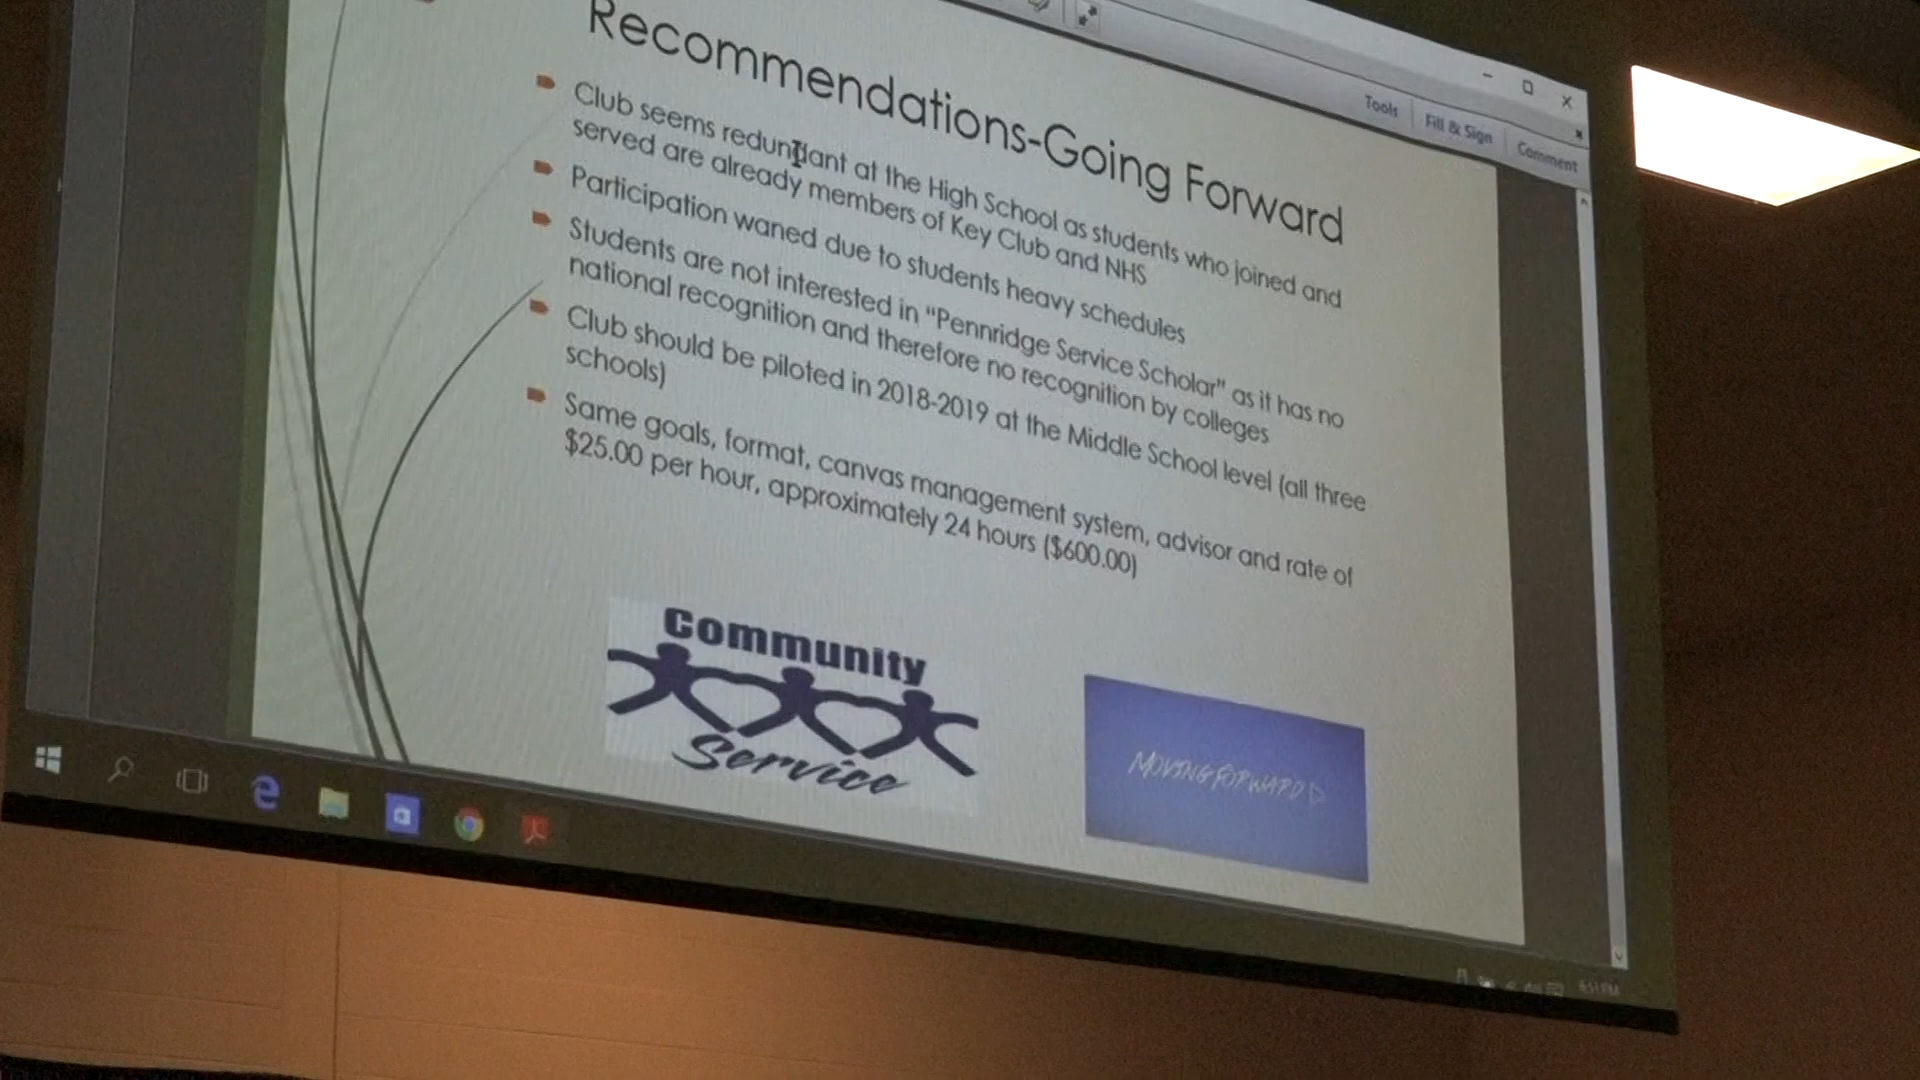 Recommendations-Going Forward
Tools
Fill & Sign
Comment
Club seems redundant at the High School as students who joined and
served are already members of Key Club and NHS
Participation waned due to students heavy schedules
Students are not interested in “Pennridge Service Scholar” as it has no
national recognition and therefore no recognition by colleges
Club should be piloted in 2018-2019 at the Middle School level (all three
schools)
Same goals, format, canvas management system, advisor and rate of
$25.00 per hour, approximately 24 hours ($600.00)
Community
Service
MOVING FORWARD